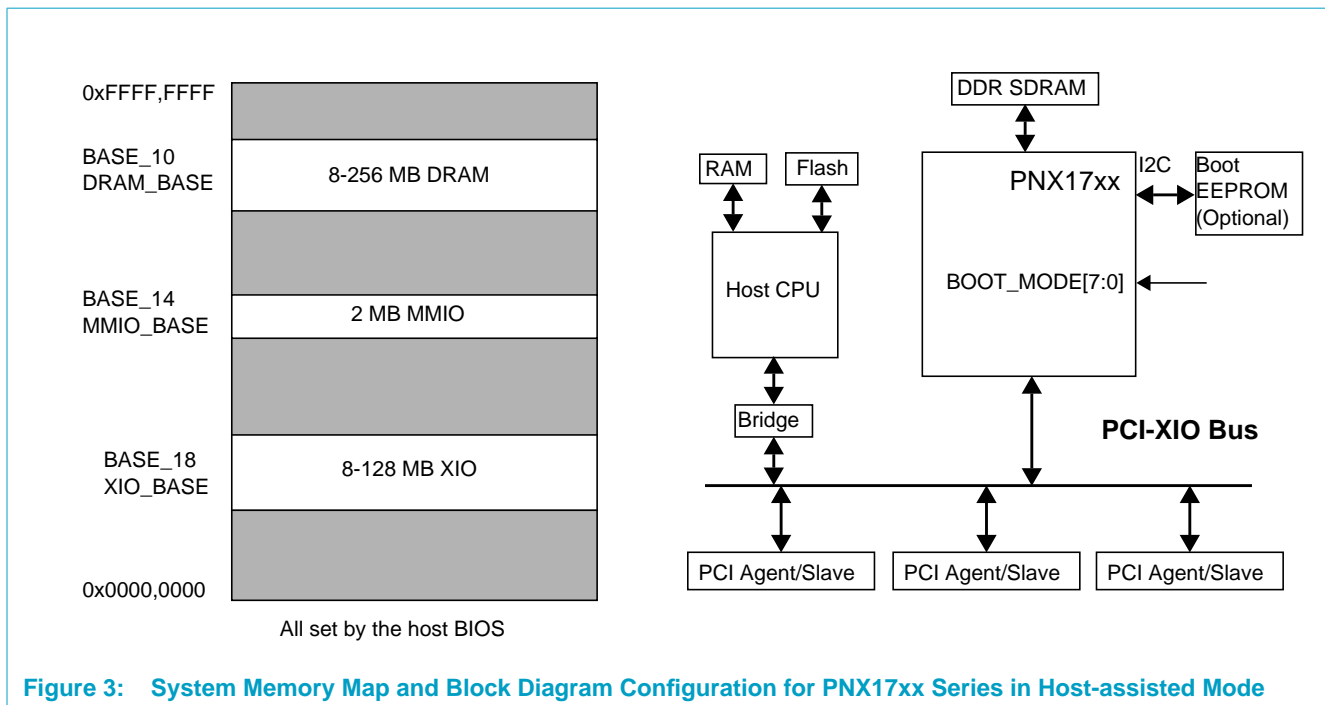 0xFFFF,FFFF
BASE_10
DRAM_BASE
8-256 MB DRAM
BASE_14
MMIO_BASE
2 MB MMIO
BASE_18
XIO_BASE
8-128 MB XIO
0x0000,0000
All set by the host BIOS
DDR SDRAM
RAM
Flash
PNX17xx
I2C
Boot
EEPROM
(Optional)
Host CPU
BOOT_MODE[7:0]
Bridge
PCI-XIO Bus
PCI Agent/Slave
PCI Agent/Slave
PCI Agent/Slave
Figure 3: System Memory Map and Block Diagram Configuration for PNX17xx Series in Host-assisted Mode